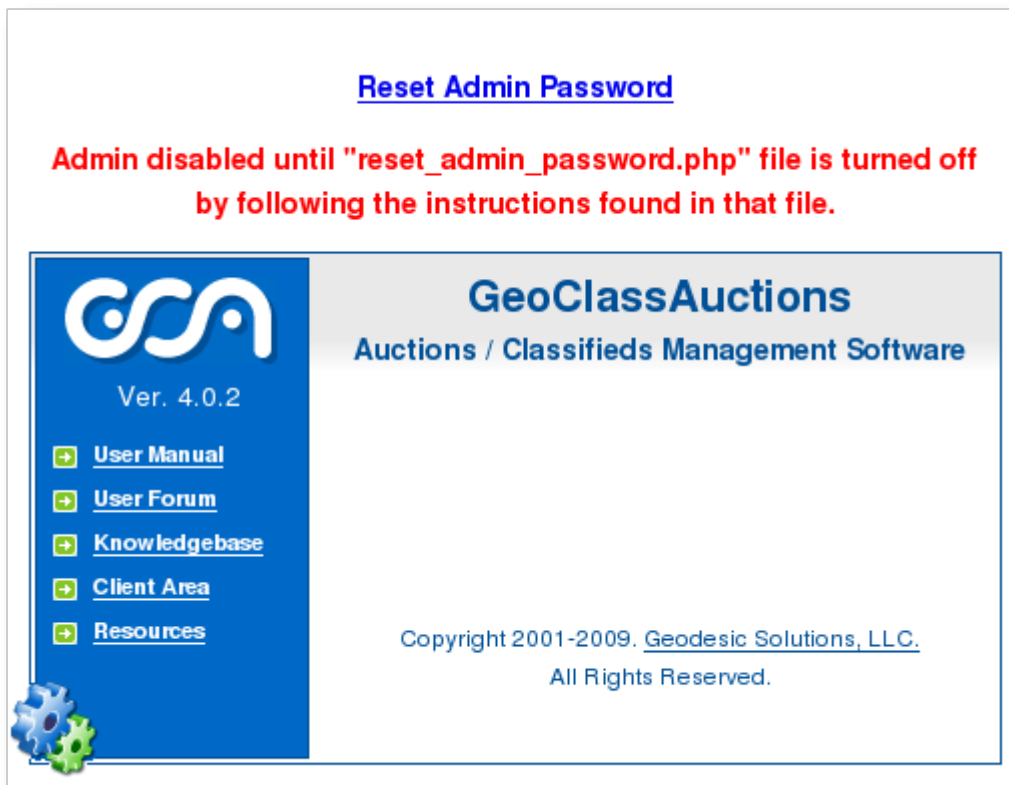 Reset Admin Password
Admin disabled until "reset_admin_password.php" file is turned off
by following the instructions found in that file.
GCA
Ver. 4.0.2
User Manual
User Forum
Knowledgebase
Client Area
Resources
GeoClassAuctions
Auctions / Classifieds Management Software
Copyright 2001-2009. Geodesic Solutions, LLC.
All Rights Reserved.